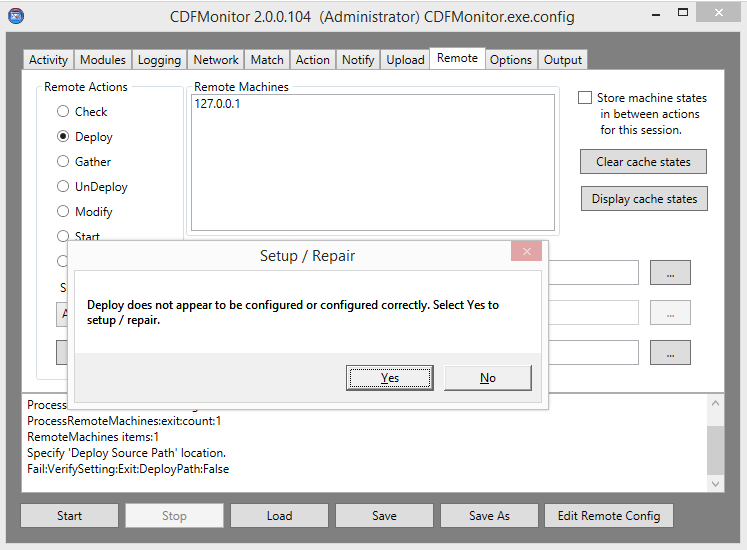 CDFMonitor 2.0.0.104 (Administrator) CDFMonitor.exe.config
Activity Modules Logging Network Match Action Notify Upload Remote Options Output
Remote Actions
Check
Deploy
Gather
UnDeploy
Modify
Start
Remote Machines
127.0.0.1
Store machine states
in between actions
for this session.
Clear cache states
Display cache states
...
...
...
Setup / Repair
Deploy does not appear to be configured or configured correctly. Select Yes to
setup / repair.
Yes No
ProcessRemoteMachines:exit:count:1
RemoteMachines items:1
Specify 'Deploy Source Path' location.
Fail:VerifySetting:Exit:DeployPath:False
Start Stop Load Save Save As Edit Remote Config